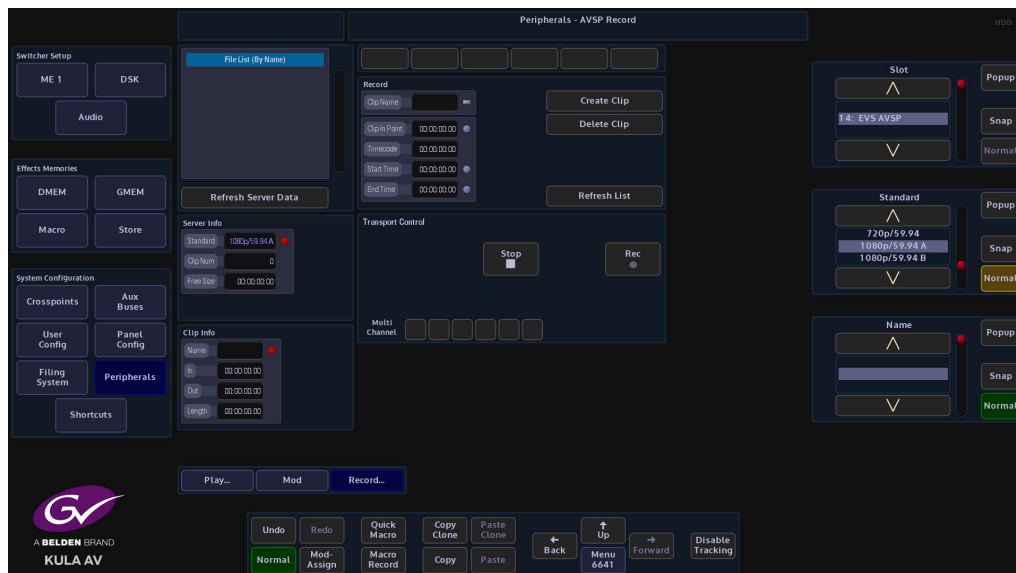 Peripherals - AVSP Record
HDD
Switcher Setup
ME 1
DSK
Audio
Effects Memories
DMEM
GMEM
Macro
Store
System Configuration
Crosspoints
Aux
Buses
User
Config
Panel
Config
Filing
System
Peripherals
Shortcuts
File List (By Name)
Refresh Server Data
Server Info
Standard 1080p/59.94 A
Clip Num 0
Free Size 00:00:00:00
Clip Info
Name
In 00:00:00:00
Out 00:00:00:00
Length 00:00:00:00
Record
Clip Name
Clip In Point 00:00:00:00
Timecode 00:00:00:00
Start Time 00:00:00:00
End Time 00:00:00:00
Create Clip
Delete Clip
Refresh List
Transport Control
Stop
Rec
Multi
Channel
Slot
14: EVS AVSP
Popup
Snap
Normal
Standard
720p/59.94
1080p/59.94 A
1080p/59.94 B
Popup
Snap
Normal
Name
Popup
Snap
Normal
Play...
Mod
Record...
GV
A BELDEN BRAND
KULA AV
Undo
Redo
Quick
Macro
Copy
Clone
Paste
Clone
Normal
Mod-
Assign
Macro
Record
Copy
Paste
Back
Up
Menu
6641
Forward
Disable
Tracking